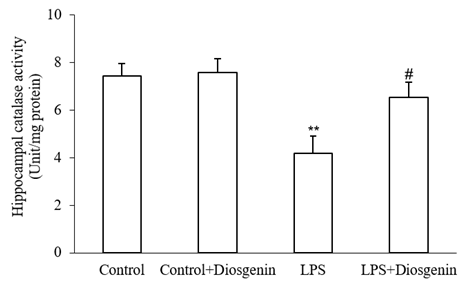 Hippocampal catalase activity
(Unit/mg protein)
10
8
6
4
2
0
**
#
Control
Control+Diosgenin
LPS
LPS+Diosgenin